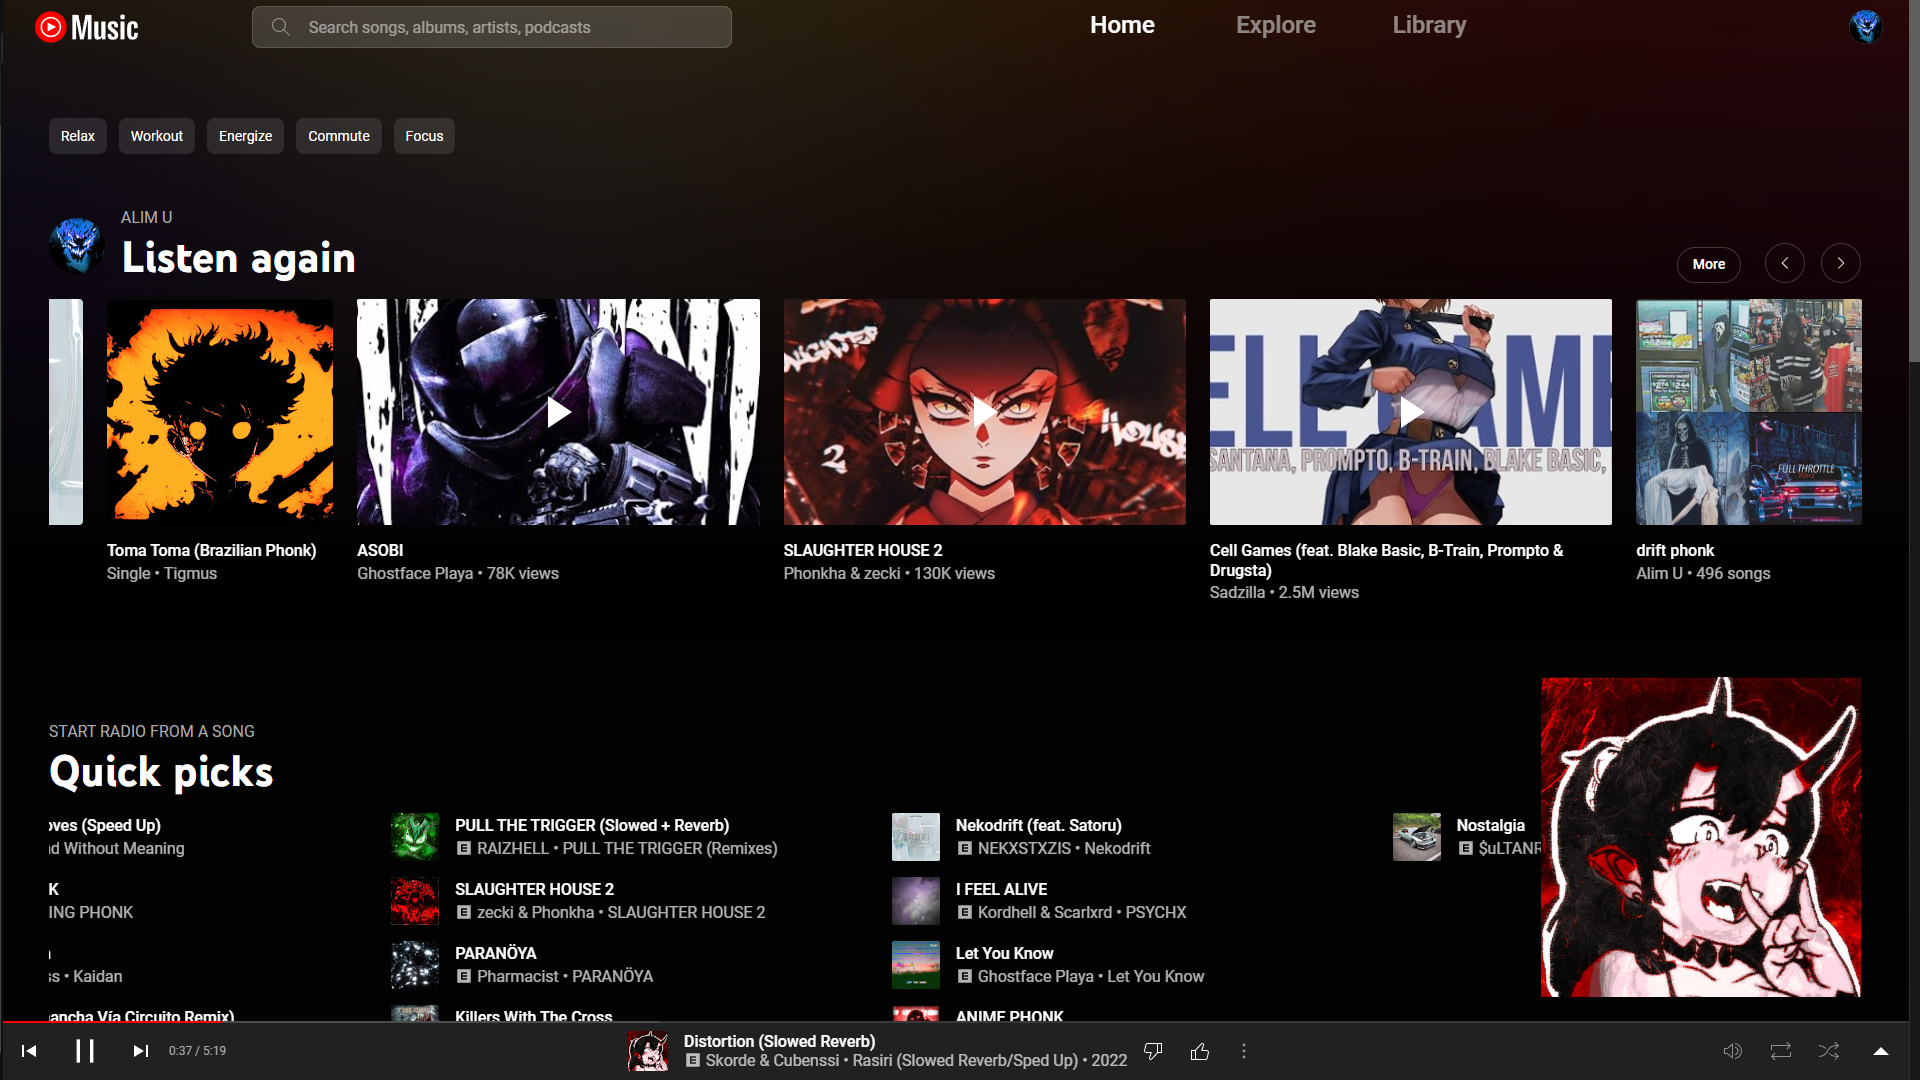 Music
Search songs, albums, artists, podcasts
Home
Explore
Library
Relax
Workout
Energize
Commute
Focus
ALIM U
Listen again
More
2
HOUSE
ELL GAME
SANTANA, PROMPTO, B-TRAIN, BLAKE BASIC,
FULL THROTTLE
Toma Toma (Brazilian Phonk)
Single • Tigmus
ASOBI
Ghostface Playa • 78K views
SLAUGHTER HOUSE 2
Phonkha & zecki • 130K views
Cell Games (feat. Blake Basic, B-Train, Prompto &
Drugsta)
Sadzilla • 2.5M views
drift phonk
Alim U • 496 songs
START RADIO FROM A SONG
Quick picks
oves (Speed Up)
nd Without Meaning
K
ING PHONK
ss • Kaidan
ancha Vía Circuito Remix)
PULL THE TRIGGER (Slowed + Reverb)
E RAIZHELL • PULL THE TRIGGER (Remixes)
SLAUGHTER HOUSE 2
E zecki & Phonkha • SLAUGHTER HOUSE 2
PARANÖYA
E Pharmacist • PARANÖYA
Killers With The Cross
Nekodrift (feat. Satoru)
E NEKXSTXZIS • Nekodrift
I FEEL ALIVE
E Kordhell & Scarlxrd • PSYCHX
Let You Know
E Ghostface Playa • Let You Know
ANIME PHONK
Nostalgia
E $uLTANR
0:37 / 5:19
Distortion (Slowed Reverb)
E Skorde & Cubenssi • Rasiri (Slowed Reverb/Sped Up) • 2022